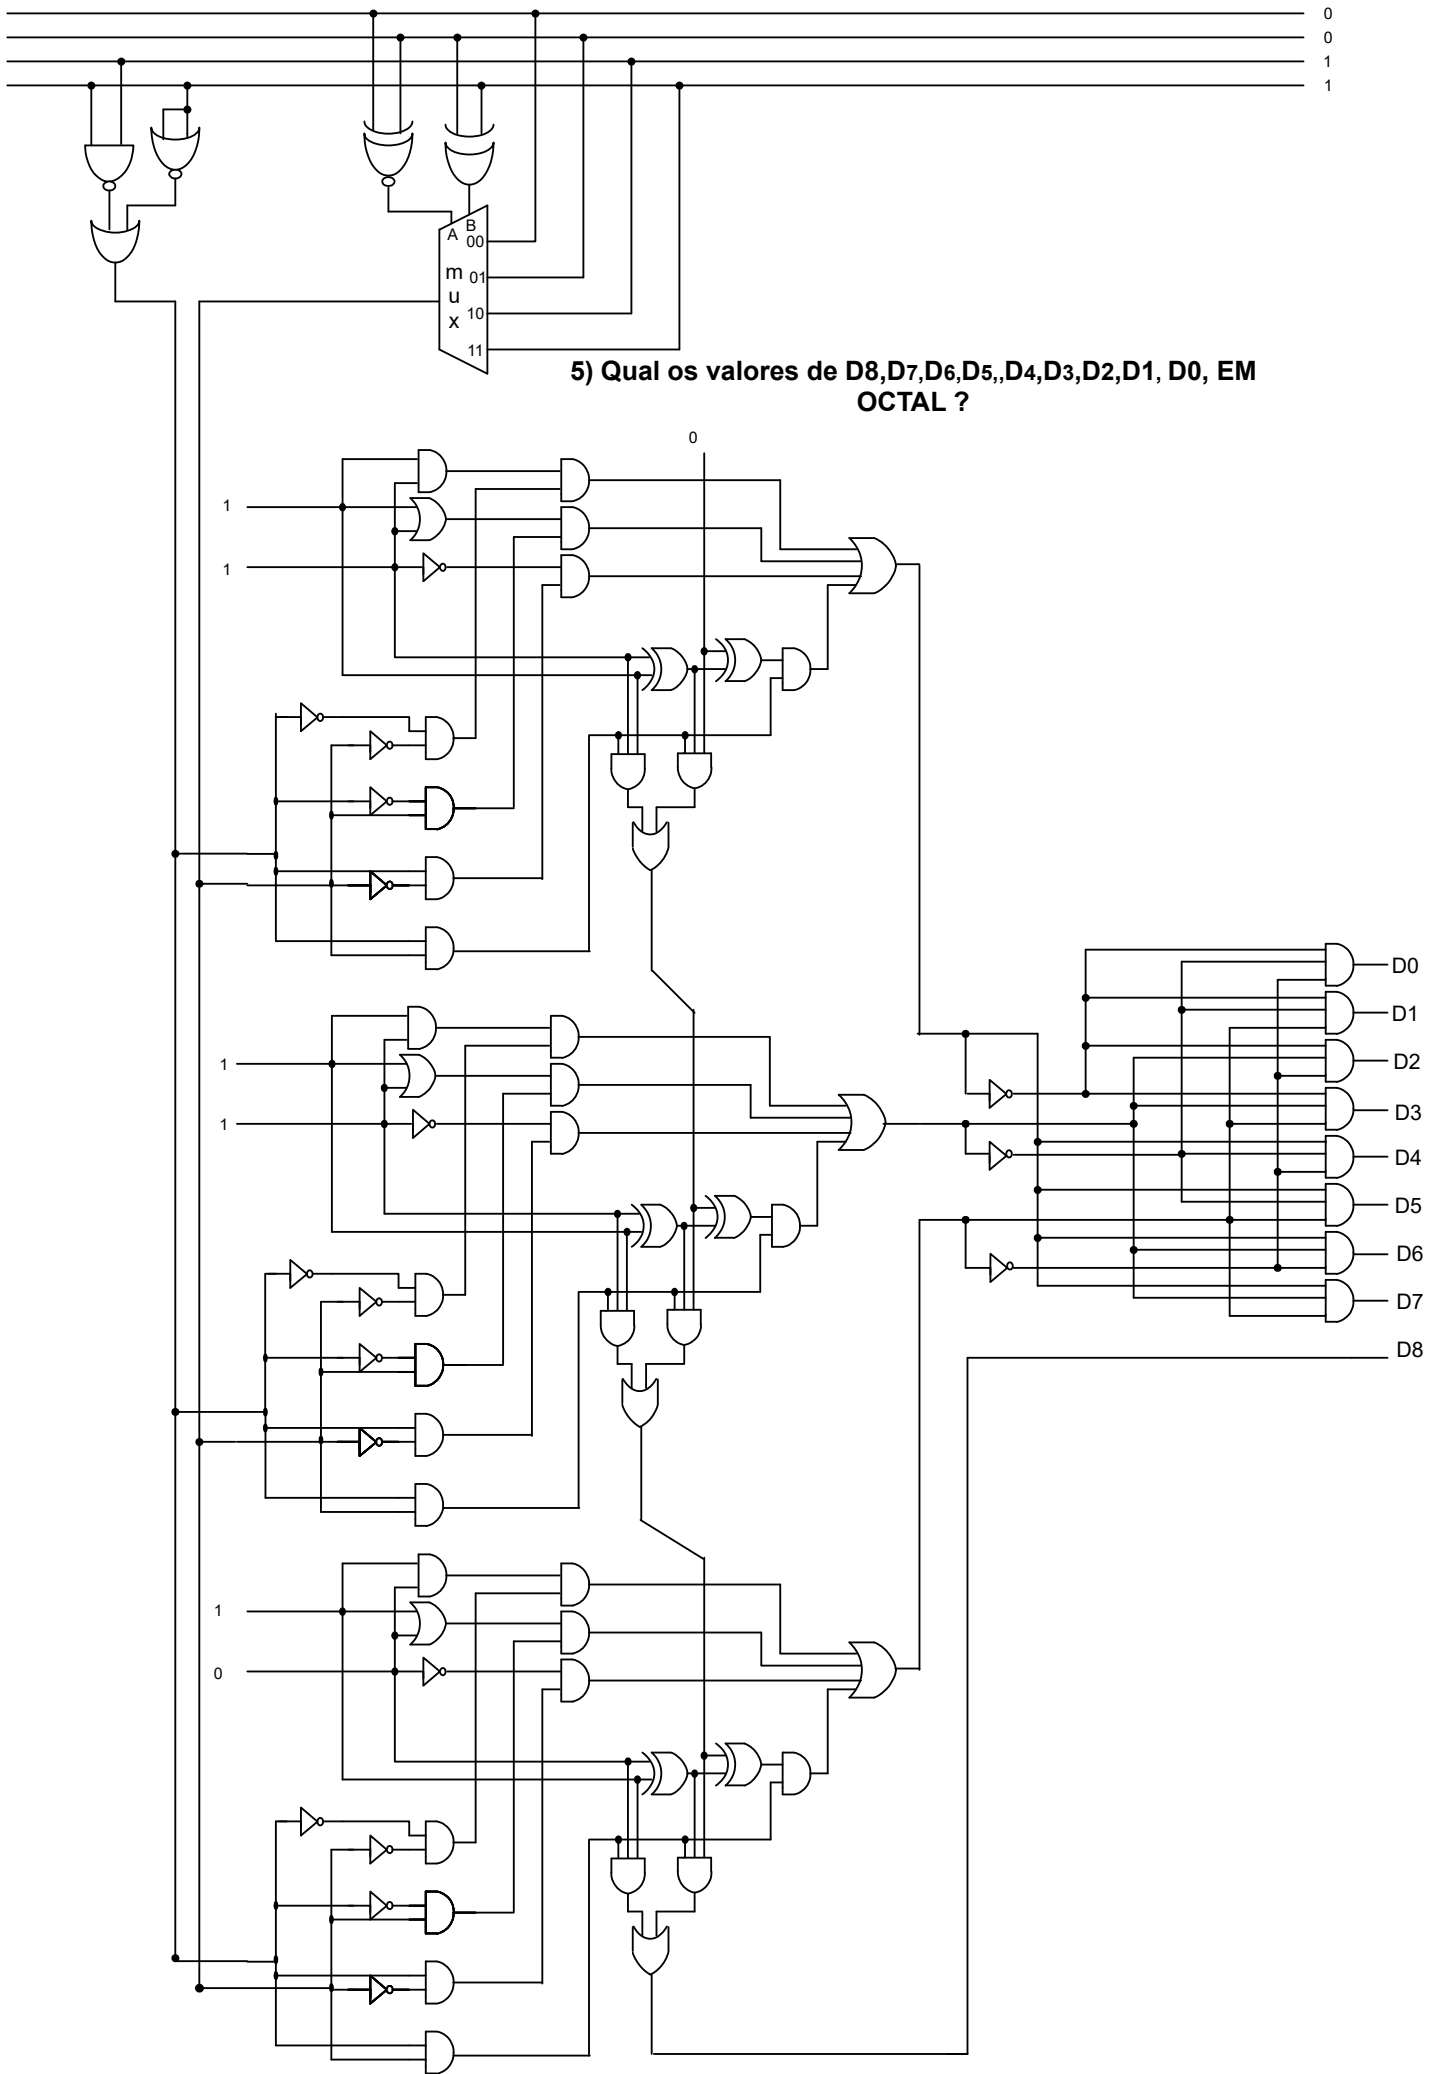 0
0
1
1
A
B
00
m
01
u
10
x
11
5) Qual os valores de D8,D7,D6,D5,,D4,D3,D2,D1, D0, EM
OCTAL ?
0
1
1
D0
D1
1
D2
D3
1
D4
D5
D6
D7
D8
1
0